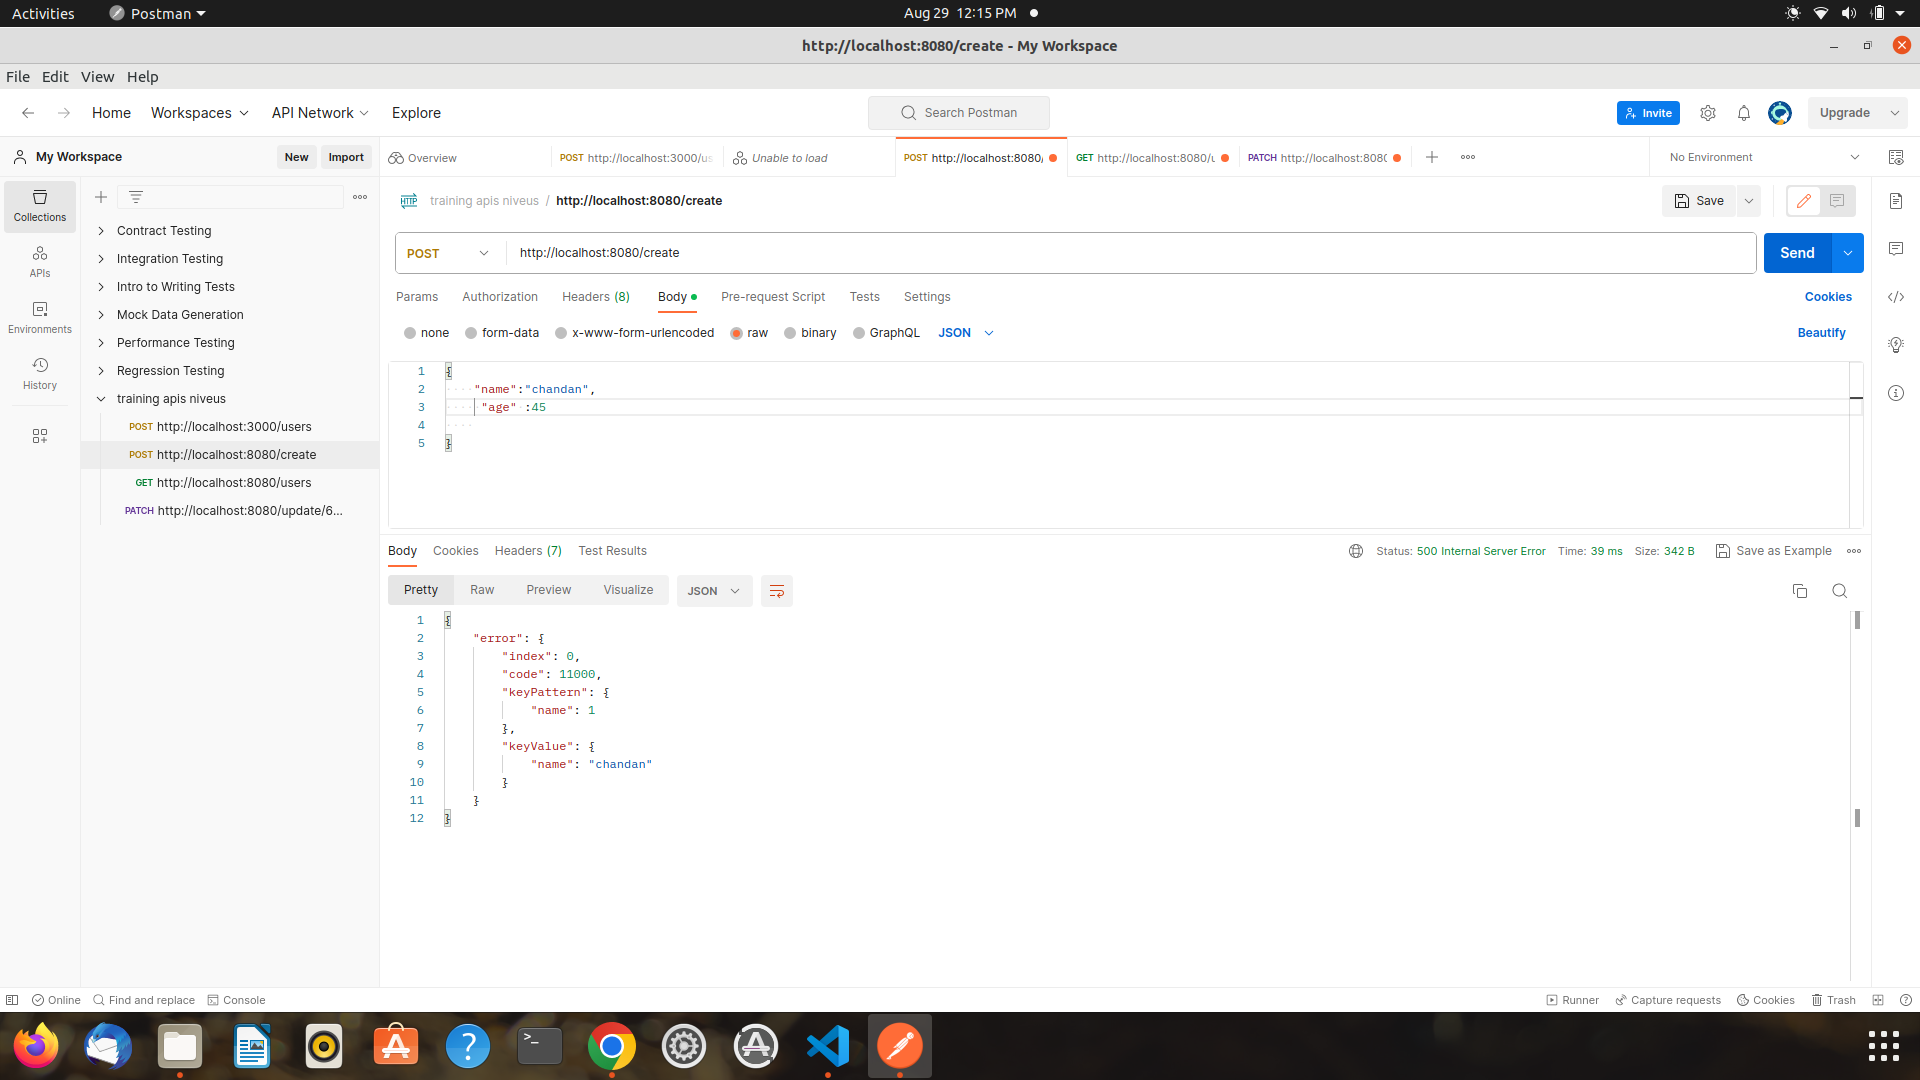 Activities
Postman
Aug 29 12:15 PM
http://localhost:8080/create - My Workspace
File Edit View Help
Home Workspaces API Network Explore
Search Postman
Invite
Upgrade
My Workspace
New Import
Overview
POST http://localhost:3000/us
Unable to load
POST http://localhost:8080/
GET http://localhost:8080/u
PATCH http://localhost:8080
No Environment
Collections
APIs
Environments
History
Contract Testing
Integration Testing
Intro to Writing Tests
Mock Data Generation
Performance Testing
Regression Testing
training apis niveus
POST http://localhost:3000/users
POST http://localhost:8080/create
GET http://localhost:8080/users
PATCH http://localhost:8080/update/6...
HTTP training apis niveus / http://localhost:8080/create
Save
POST http://localhost:8080/create
Send
Params Authorization Headers (8) Body Pre-request Script Tests Settings
Cookies
none form-data x-www-form-urlencoded raw binary GraphQL JSON
Beautify
1 {
2 "name":"chandan",
3 "age" :45
4
5 }
Body Cookies Headers (7) Test Results
Status: 500 Internal Server Error Time: 39 ms Size: 342 B
Save as Example
Pretty Raw Preview Visualize JSON
1 {
2 "error": {
3 "index": 0,
4 "code": 11000,
5 "keyPattern": {
6 "name": 1
7 },
8 "keyValue": {
9 "name": "chandan"
10 }
11 }
12 }
Online Find and replace Console
Runner Capture requests Cookies Trash